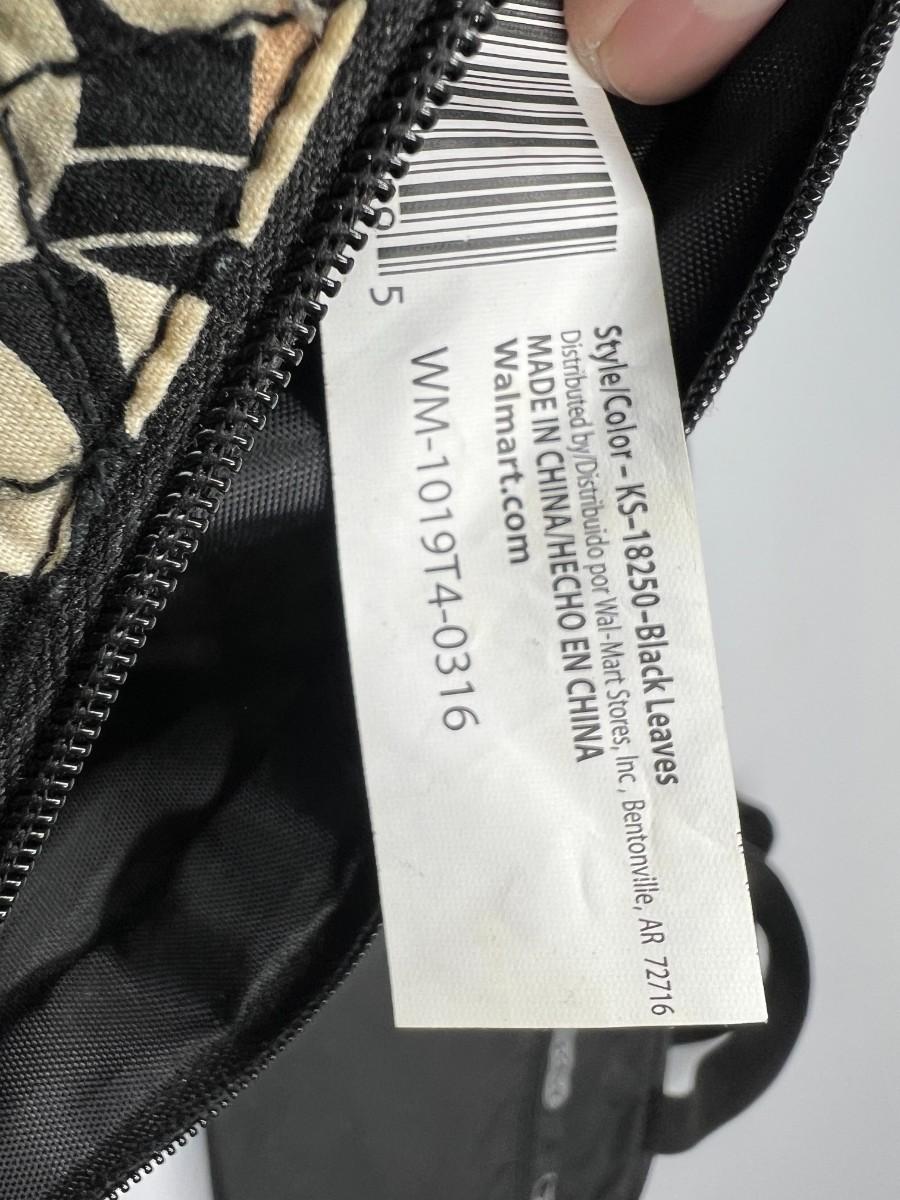 8 5
Style/Color - KS-18250-Black Leaves
Distributed by/Distribuido por Wal-Mart Stores, Inc., Bentonville, AR 72716
MADE IN CHINA/HECHO EN CHINA
Walmart.com
WM-1019T4-0316